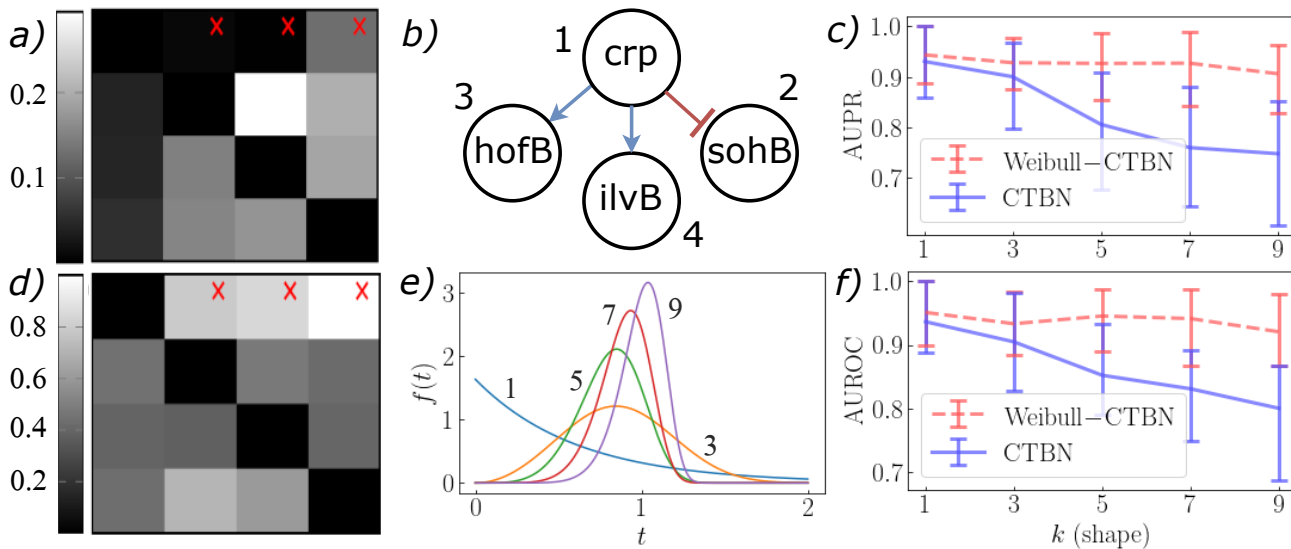 a)
0.2
0.1
X X X
b)
1
crp
3
hofB
2
sohB
ilvB
4
c)
AUPR
1.0
0.9
0.8
0.7
Weibull−CTBN
CTBN
1 3 5 7 9
d)
0.8
0.6
0.4
0.2
X X X
e)
f(t)
3
2
1
0
1
5
7
9
3
0 1 2
t
f)
AUROC
1.0
0.9
0.8
0.7
Weibull−CTBN
CTBN
1 3 5 7 9
k (shape)